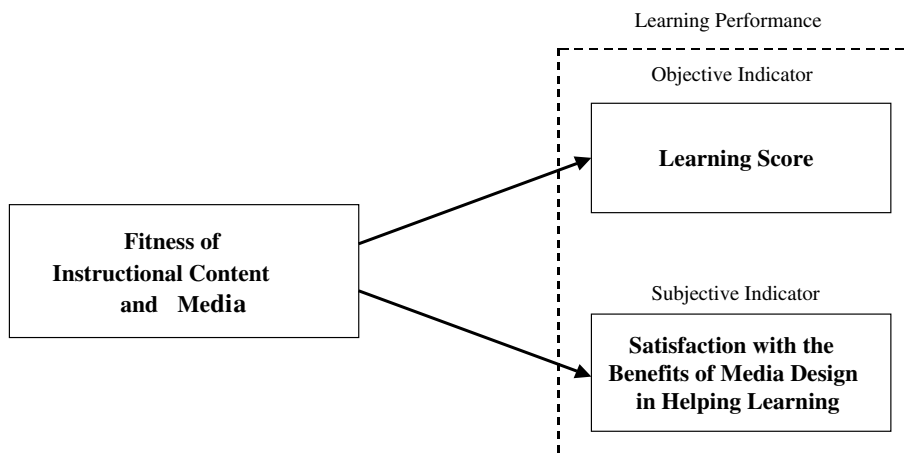 Learning Performance
Objective Indicator
Learning Score
Fitness of
Instructional Content
and Media
Subjective Indicator
Satisfaction with the
Benefits of Media Design
in Helping Learning